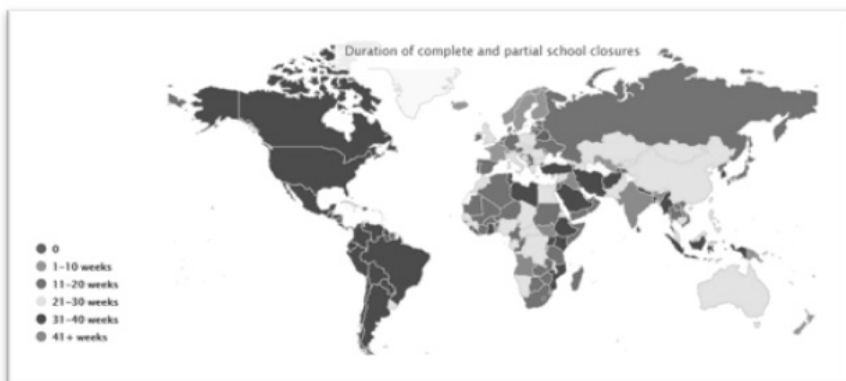 Duration of complete and partial school closures
0
1-10 weeks
11-20 weeks
21-30 weeks
31-40 weeks
41+ weeks